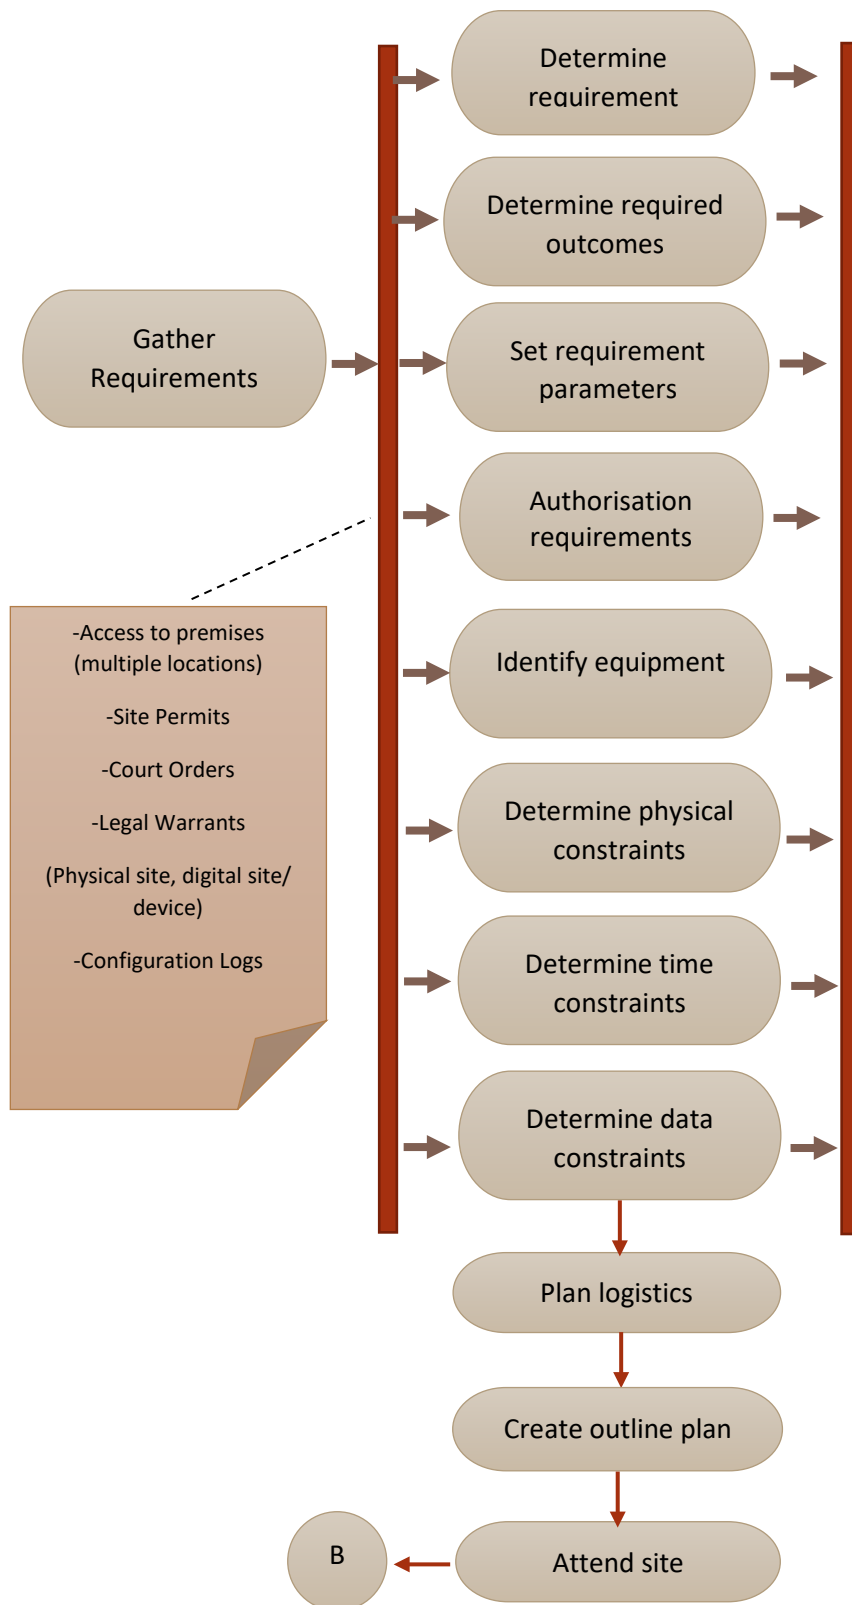 Determine
requirement
Determine required
outcomes
Gather
Requirements
Set requirement
parameters
Authorisation
requirements
-Access to premises
(multiple locations)
-Site Permits
-Court Orders
-Legal Warrants
(Physical site, digital site/
device)
-Configuration Logs
Identify equipment
Determine physical
constraints
Determine time
constraints
Determine data
constraints
Plan logistics
Create outline plan
Attend site
B